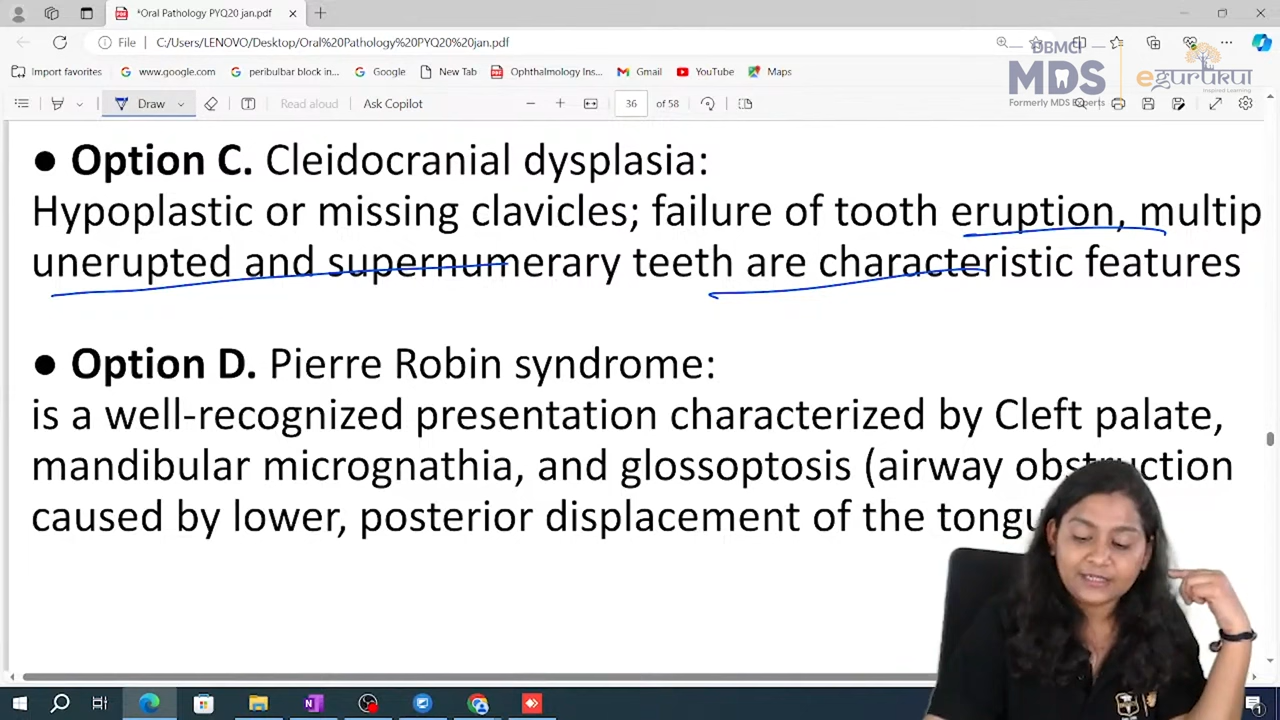 *Oral Pathology PYQ20 jan.pdf
File C:/Users/LENOVO/Desktop/Oral%20Pathology%20PYQ20%20jan.pdf
DBMCI
MDS
Formerly MDS Experts
egurukul
Inspired Learning
Import favorites www.google.com peribulbar block in... Google New Tab Ophthalmology Ins... Gmail YouTube Maps
Draw Read aloud Ask Copilot 36 of 58
● Option C. Cleidocranial dysplasia:
Hypoplastic or missing clavicles; failure of tooth eruption, multip
unerupted and supernumerary teeth are characteristic features
● Option D. Pierre Robin syndrome:
is a well-recognized presentation characterized by Cleft palate,
mandibular micrognathia, and glossoptosis (airway obstruction
caused by lower, posterior displacement of the tongu